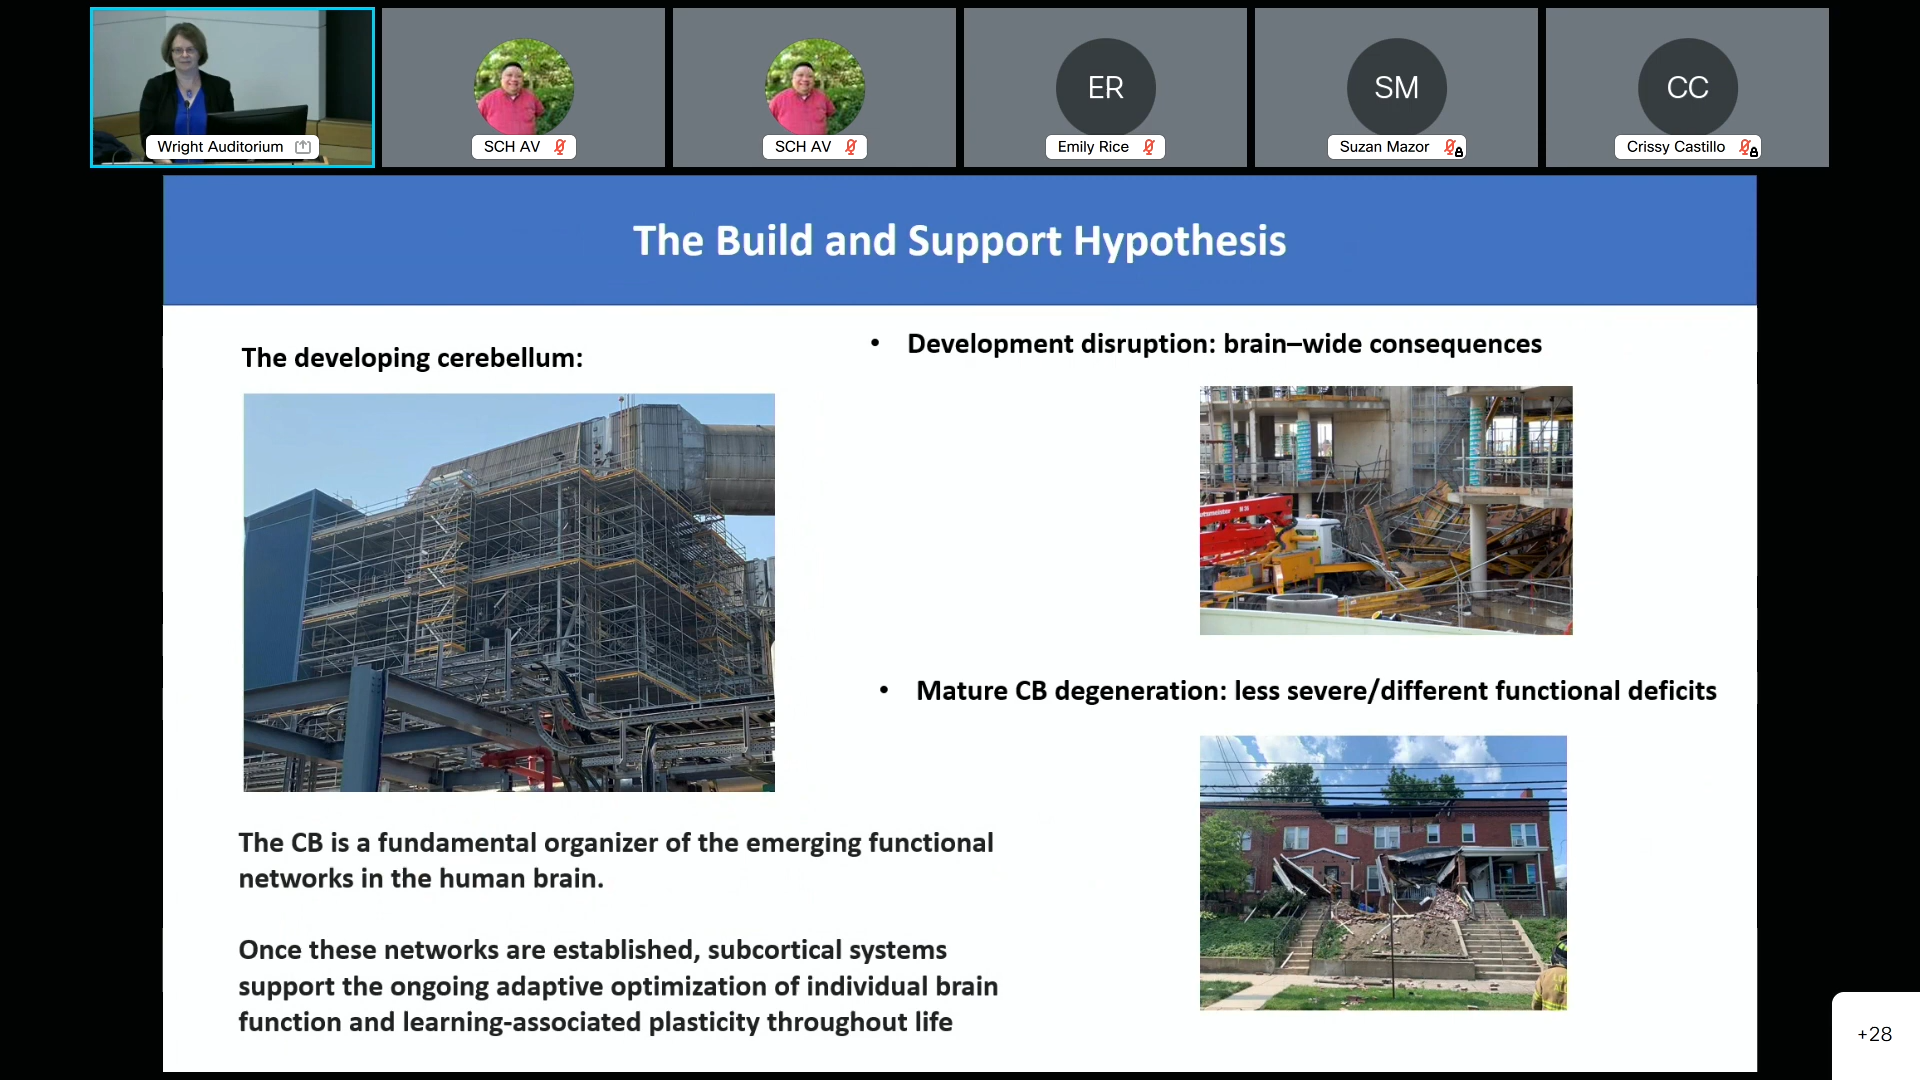 Wright Auditorium
SCH AV
SCH AV
ER
Emily Rice
SM
Suzan Mazor
CC
Crissy Castillo
The Build and Support Hypothesis
The developing cerebellum:
• Development disruption: brain–wide consequences
• Mature CB degeneration: less severe/different functional deficits
The CB is a fundamental organizer of the emerging functional
networks in the human brain.
Once these networks are established, subcortical systems
support the ongoing adaptive optimization of individual brain
function and learning-associated plasticity throughout life
+28